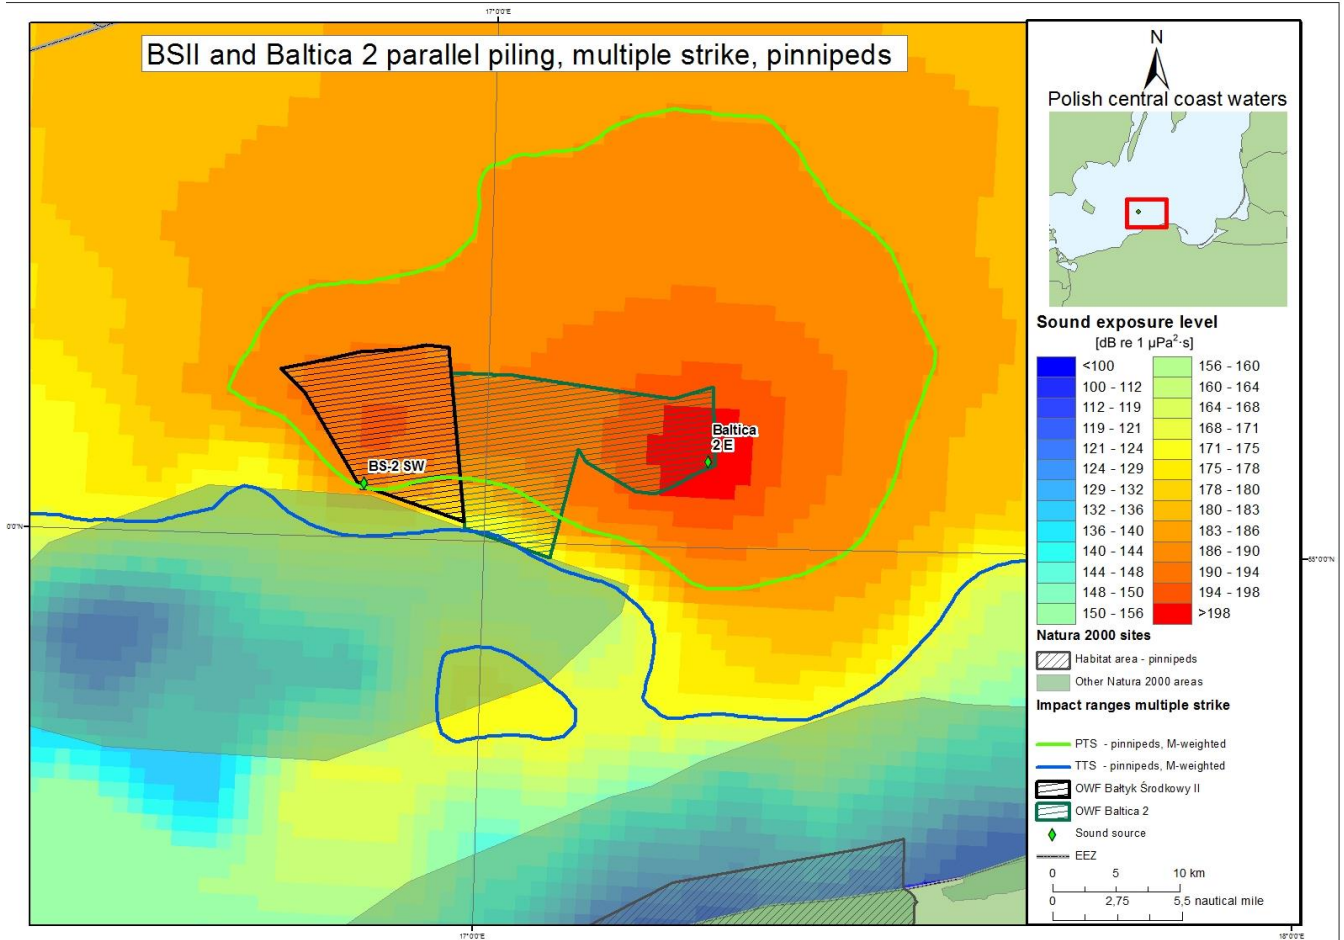 17°0'0"E
BSII and Baltica 2 parallel piling, multiple strike, pinnipeds
N
Polish central coast waters
Sound exposure level
[dB re 1 µPa²·s]
<100
100 - 112
112 - 119
119 - 121
121 - 124
124 - 129
129 - 132
132 - 136
136 - 140
140 - 144
144 - 148
148 - 150
150 - 156
156 - 160
160 - 164
164 - 168
168 - 171
171 - 175
175 - 178
178 - 180
180 - 183
183 - 186
186 - 190
190 - 194
194 - 198
>198
Baltica
2 E
BS-2 SW
0'0"N
55°0'0"N
Natura 2000 sites
Habitat area - pinnipeds
Other Natura 2000 areas
Impact ranges multiple strike
PTS - pinnipeds, M-weighted
TTS - pinnipeds, M-weighted
OWF Bałtyk Środkowy II
OWF Baltica 2
Sound source
EEZ
0 5 10 km
0 2,75 5,5 nautical mile
17°0'0"E
18°0'0"E